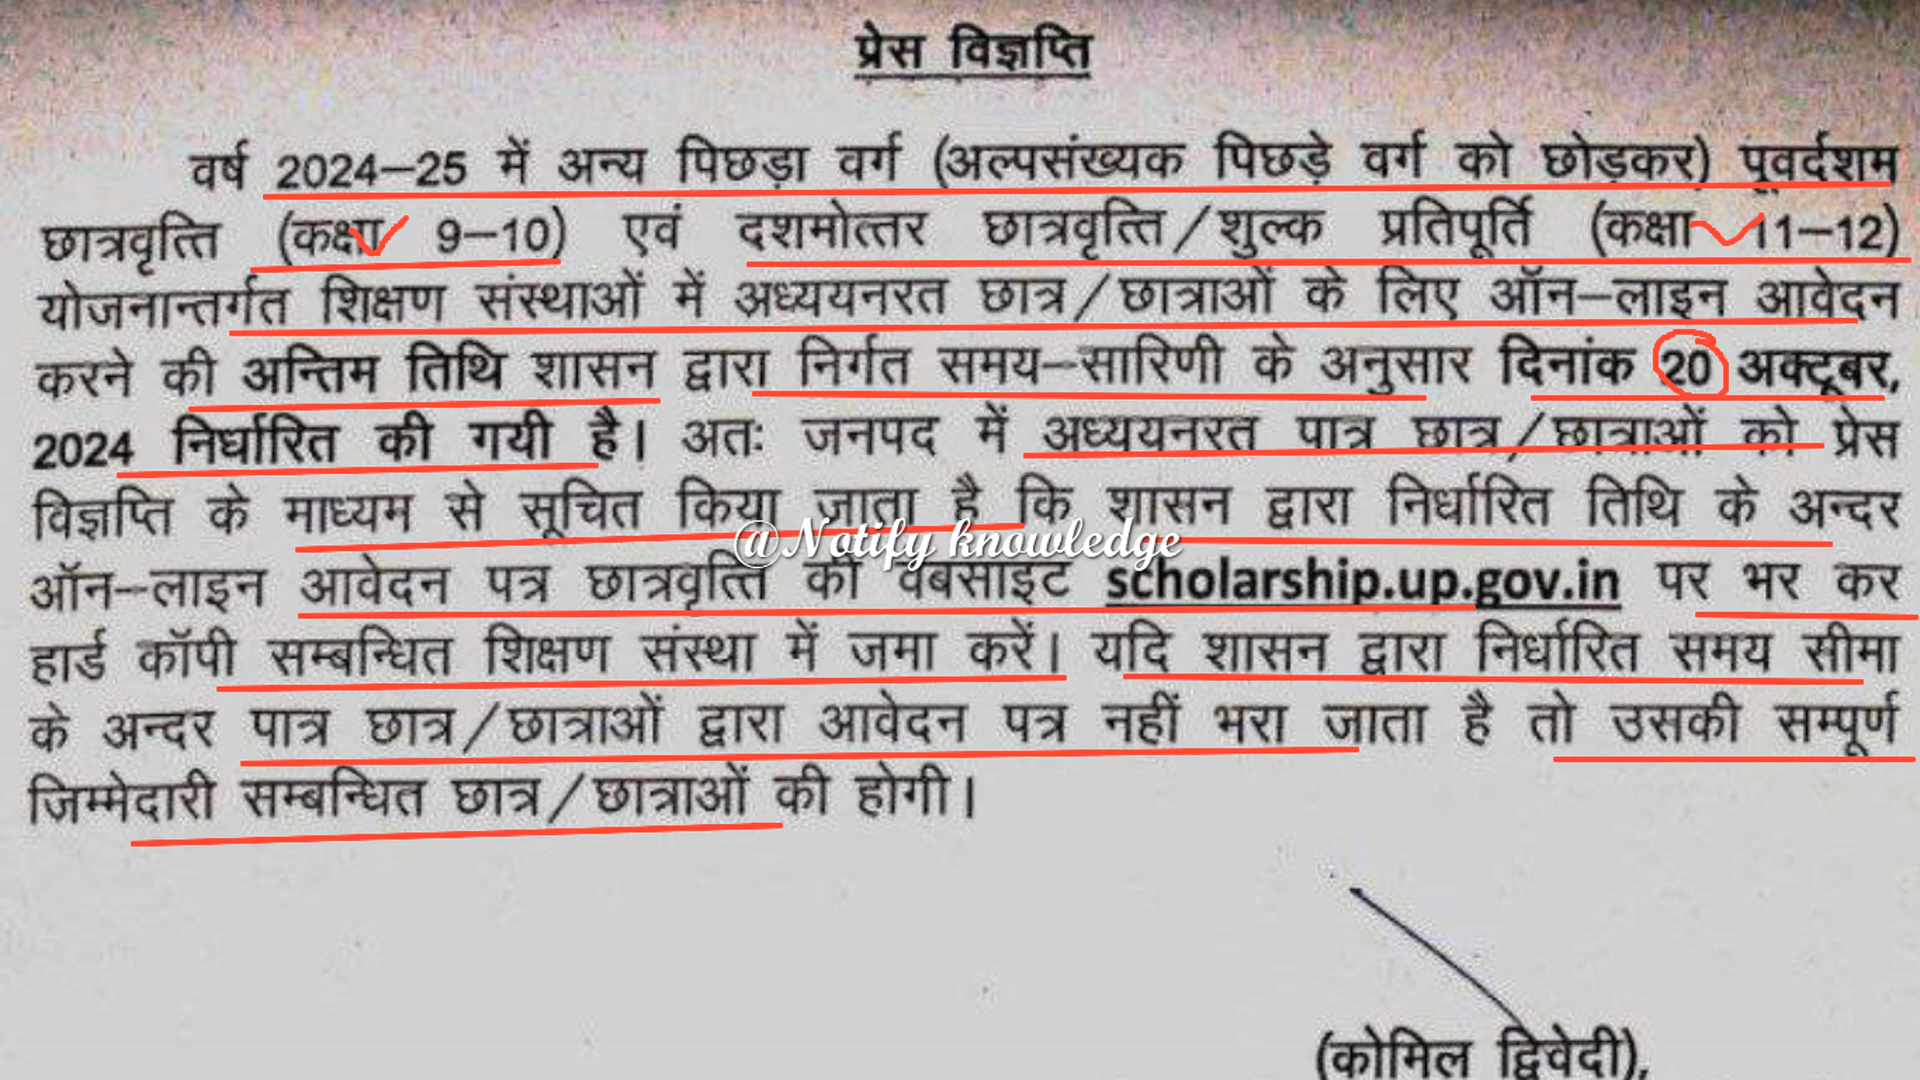 प्रेस विज्ञप्ति
वर्ष 2024–25 में अन्य पिछड़ा वर्ग (अल्पसंख्यक पिछड़े वर्ग को छोड़कर) पूवर्दशम
छात्रवृत्ति (कक्षा 9–10) एवं दशमोत्तर छात्रवृत्ति/शुल्क प्रतिपूर्ति (कक्षा 11–12)
योजनान्तर्गत शिक्षण संस्थाओं में अध्ययनरत छात्र/छात्राओं के लिए ऑन–लाइन आवेदन
करने की अन्तिम तिथि शासन द्वारा निर्गत समय–सारिणी के अनुसार दिनांक 20 अक्टूबर,
2024 निर्धारित की गयी है। अतः जनपद में अध्ययनरत पात्र छात्र/छात्राओं को प्रेस
विज्ञप्ति के माध्यम से सूचित किया जाता है कि शासन द्वारा निर्धारित तिथि के अन्दर
@Notify knowledge
ऑन–लाइन आवेदन पत्र छात्रवृत्ति की वेबसाइट scholarship.up.gov.in पर भर कर
हार्ड कॉपी सम्बन्धित शिक्षण संस्था में जमा करें। यदि शासन द्वारा निर्धारित समय सीमा
के अन्दर पात्र छात्र/छात्राओं द्वारा आवेदन पत्र नहीं भरा जाता है तो उसकी सम्पूर्ण
जिम्मेदारी सम्बन्धित छात्र/छात्राओं की होगी।
(कोमिल द्विवेदी),